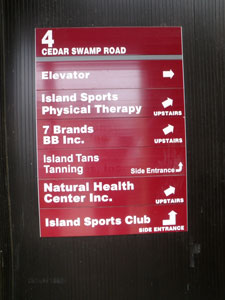 4
CEDAR SWAMP ROAD
Elevator
Island Sports
Physical Therapy
UPSTAIRS
7 Brands
BB Inc.
UPSTAIRS
Island Tans
Tanning
Side Entrance
Natural Health
Center Inc.
UPSTAIRS
Island Sports Club
SIDE ENTRANCE